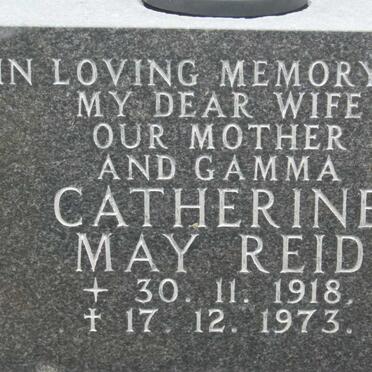 IN LOVING MEMORY
MY DEAR WIFE
OUR MOTHER
AND GAMMA
CATHERINE
MAY REID
+ 30. 11. 1918.
✝ 17. 12. 1973.